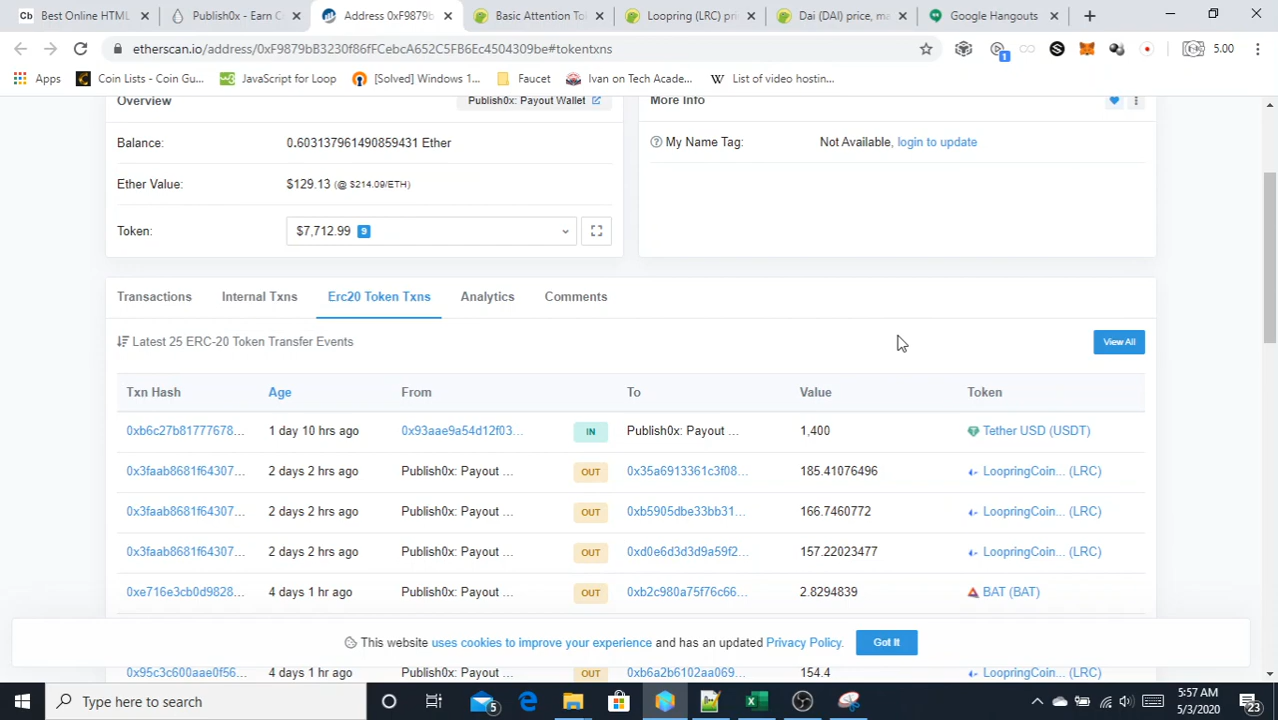 Best Online HTML
Publish0x - Earn C
Address 0xF9879b
Basic Attention To
Loopring (LRC) pri
Dai (DAI) price, ma
Google Hangouts
etherscan.io/address/0xF9879bB3230f86fFCebcA652C5FB6Ec4504309be#tokentxns
1
5.00
Apps
Coin Lists - Coin Gu...
JavaScript for Loop
[Solved] Windows 1...
Faucet
Ivan on Tech Acade...
List of video hostin...
Overview
Publish0x: Payout Wallet
More Info
Balance:
0.603137961490859431 Ether
My Name Tag:
Not Available, login to update
Ether Value:
$129.13 (@ $214.09/ETH)
Token:
$7,712.99 9
Transactions
Internal Txns
Erc20 Token Txns
Analytics
Comments
Latest 25 ERC-20 Token Transfer Events
View All
Txn Hash Age From To Value Token
0xb6c27b81777678... 1 day 10 hrs ago 0x93aae9a54d12f03... IN Publish0x: Payout ... 1,400 Tether USD (USDT)
0x3faab8681f64307... 2 days 2 hrs ago Publish0x: Payout ... OUT 0x35a6913361c3f08... 185.41076496 LoopringCoin... (LRC)
0x3faab8681f64307... 2 days 2 hrs ago Publish0x: Payout ... OUT 0xb5905dbe33bb31... 166.7460772 LoopringCoin... (LRC)
0x3faab8681f64307... 2 days 2 hrs ago Publish0x: Payout ... OUT 0xd0e6d3d3d9a59f2... 157.22023477 LoopringCoin... (LRC)
0xe716e3cb0d9828... 4 days 1 hr ago Publish0x: Payout ... OUT 0xb2c980a75f76c66... 2.8294839 BAT (BAT)
This website uses cookies to improve your experience and has an updated Privacy Policy.
Got It
0x95c3c600aae0f56... 4 days 1 hr ago Publish0x: Payout ... OUT 0xb6a2b6102aa069... 154.4 LoopringCoin... (LRC)
Type here to search
5
5:57 AM
5/3/2020
23